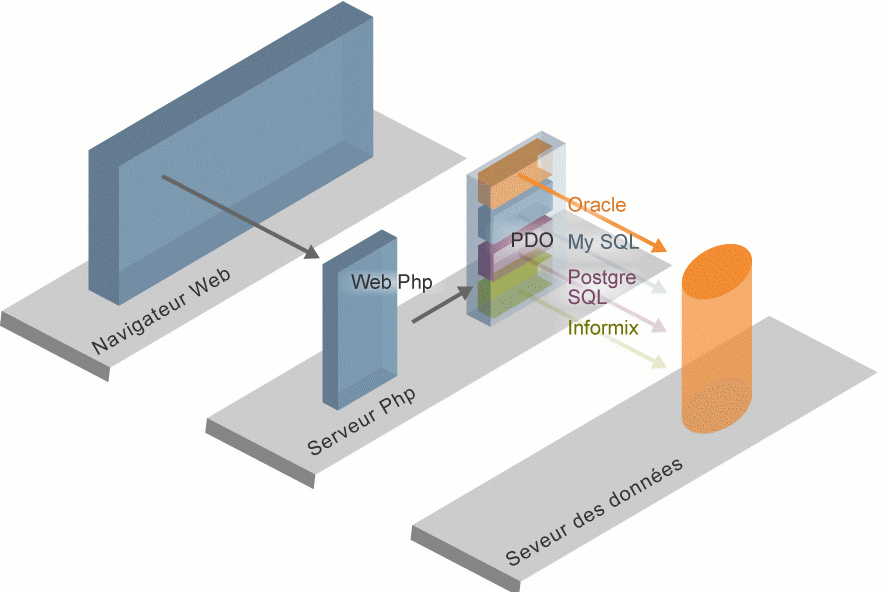 Navigateur Web
Web Php
Serveur Php
PDO
Oracle
My SQL
Postgre
SQL
Informix
Seveur des données